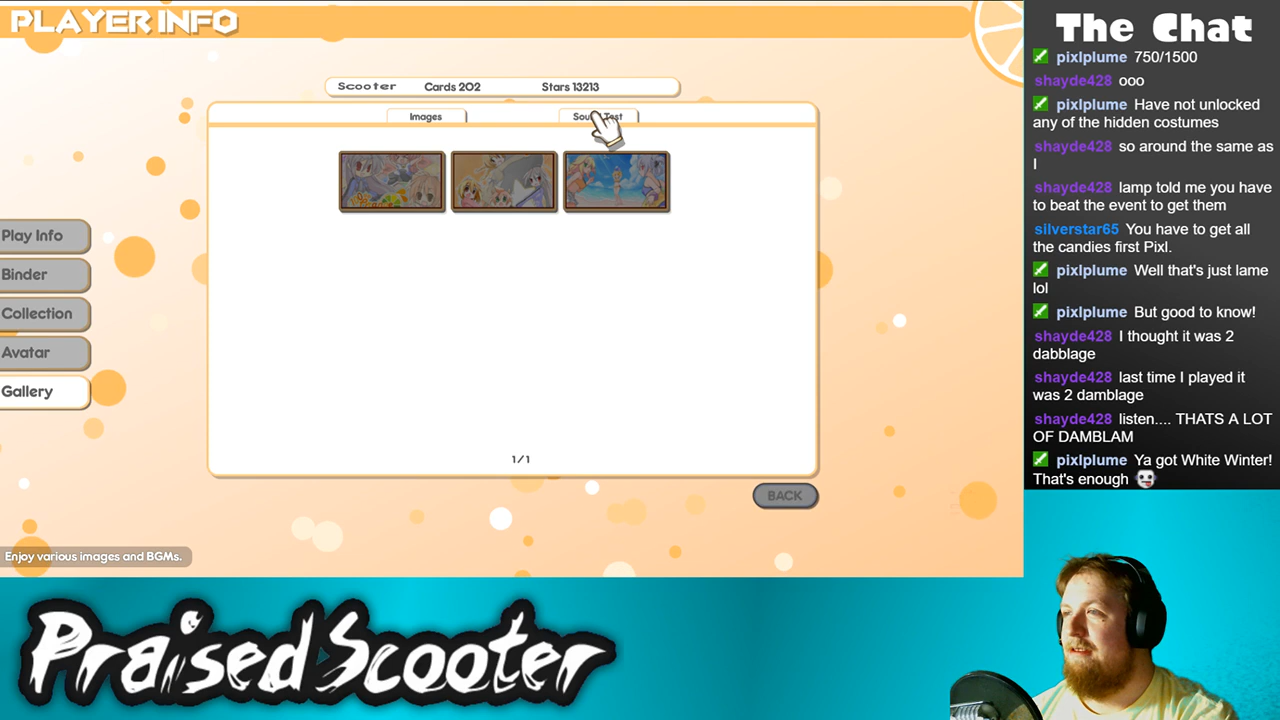 PLAYER INFO
Scooter Cards 202 Stars 13213
Images
Play Info
Binder
Collection
Avatar
Gallery
1/1
BACK
Enjoy various images and BGMs.
PraisedScooter
The Chat
pixlplume 750/1500
shayde428 ooo
pixlplume Have not unlocked
any of the hidden costumes
shayde428 so around the same as
I
shayde428 lamp told me you have
to beat the event to get them
silverstar65 You have to get all
the candies first Pixl.
pixlplume Well that's just lame
lol
pixlplume But good to know!
shayde428 I thought it was 2
dabblage
shayde428 last time I played it
was 2 damblage
shayde428 listen.... THATS A LOT
OF DAMBLAM
pixlplume Ya got White Winter!
That's enough